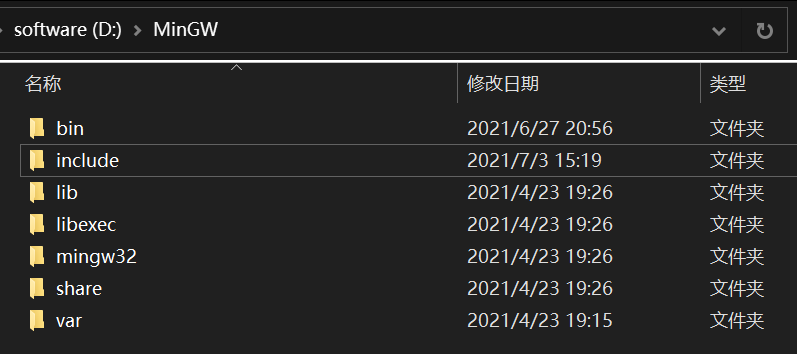 software (D:) MinGW
名称 修改日期 类型
bin 2021/6/27 20:56 文件夹
include 2021/7/3 15:19 文件夹
lib 2021/4/23 19:26 文件夹
libexec 2021/4/23 19:26 文件夹
mingw32 2021/4/23 19:26 文件夹
share 2021/4/23 19:26 文件夹
var 2021/4/23 19:15 文件夹